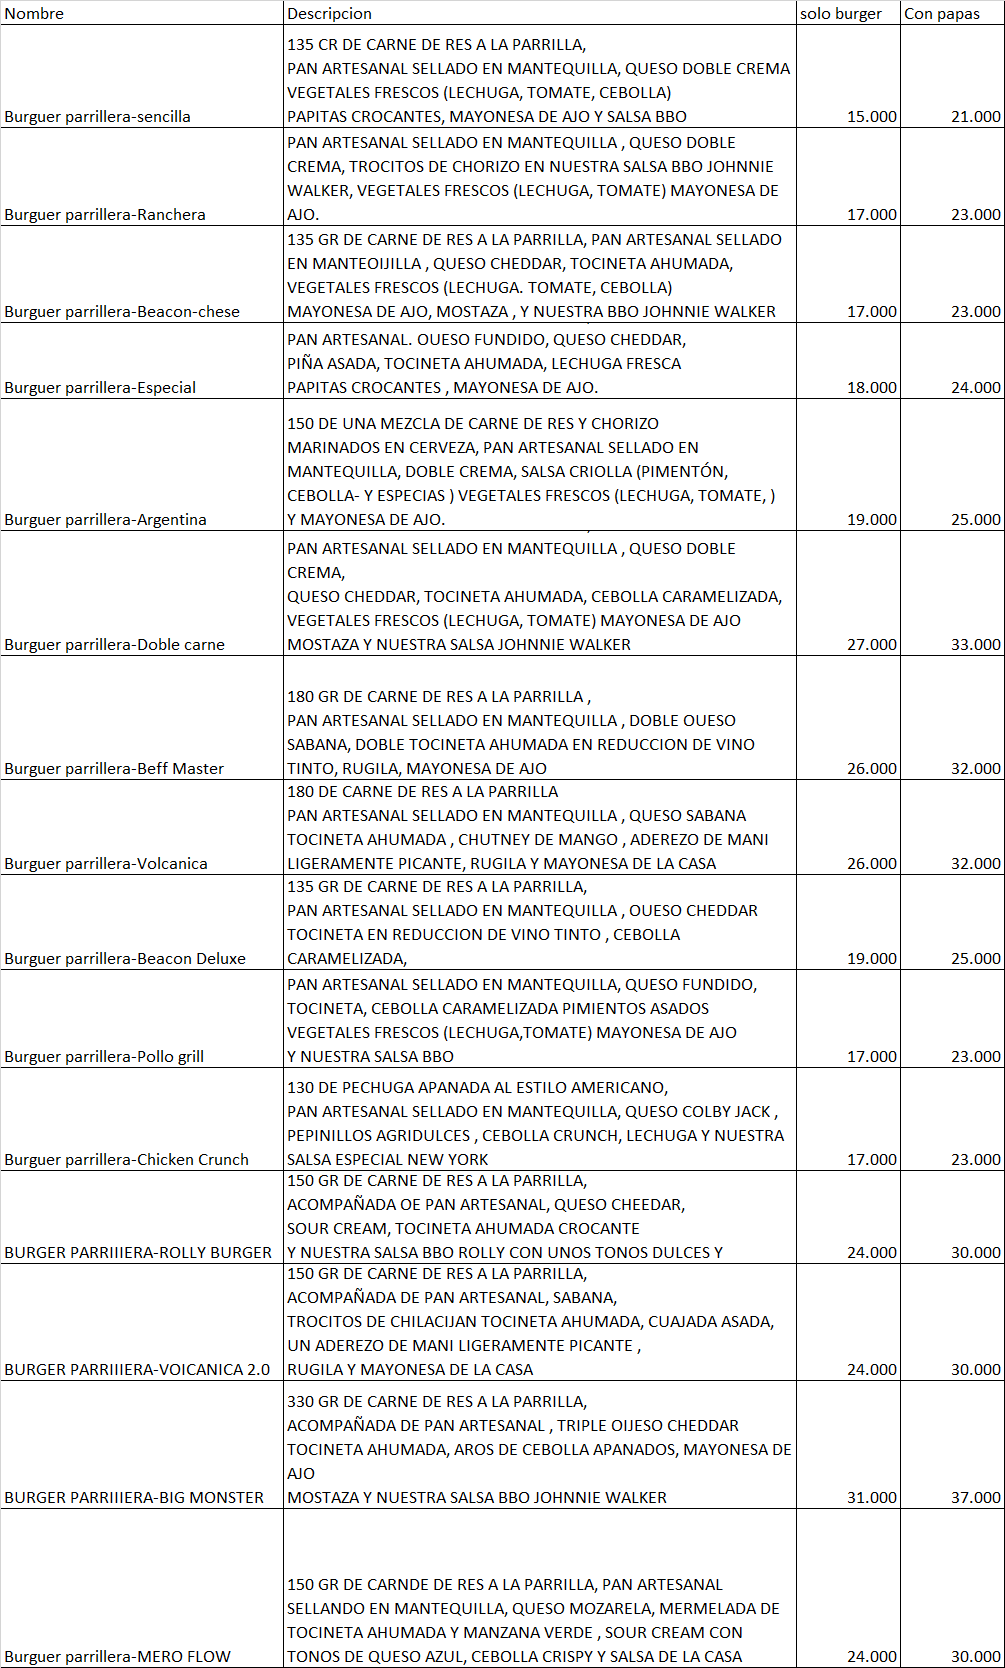 Nombre Descripcion solo burger Con papas
135 CR DE CARNE DE RES A LA PARRILLA,
PAN ARTESANAL SELLADO EN MANTEQUILLA, QUESO DOBLE CREMA
VEGETALES FRESCOS (LECHUGA, TOMATE, CEBOLLA)
Burguer parrillera-sencilla PAPITAS CROCANTES, MAYONESA DE AJO Y SALSA BBO 15.000 21.000
PAN ARTESANAL SELLADO EN MANTEQUILLA , QUESO DOBLE
CREMA, TROCITOS DE CHORIZO EN NUESTRA SALSA BBO JOHNNIE
WALKER, VEGETALES FRESCOS (LECHUGA, TOMATE) MAYONESA DE
Burguer parrillera-Ranchera AJO. 17.000 23.000
135 GR DE CARNE DE RES A LA PARRILLA, PAN ARTESANAL SELLADO
EN MANTEOIJILLA , QUESO CHEDDAR, TOCINETA AHUMADA,
VEGETALES FRESCOS (LECHUGA. TOMATE, CEBOLLA)
Burguer parrillera-Beacon-chese MAYONESA DE AJO, MOSTAZA , Y NUESTRA BBO JOHNNIE WALKER 17.000 23.000
PAN ARTESANAL. OUESO FUNDIDO, QUESO CHEDDAR,
PIÑA ASADA, TOCINETA AHUMADA, LECHUGA FRESCA
Burguer parrillera-Especial PAPITAS CROCANTES , MAYONESA DE AJO. 18.000 24.000
150 DE UNA MEZCLA DE CARNE DE RES Y CHORIZO
MARINADOS EN CERVEZA, PAN ARTESANAL SELLADO EN
MANTEQUILLA, DOBLE CREMA, SALSA CRIOLLA (PIMENTÓN,
CEBOLLA- Y ESPECIAS ) VEGETALES FRESCOS (LECHUGA, TOMATE, )
Burguer parrillera-Argentina Y MAYONESA DE AJO. 19.000 25.000
PAN ARTESANAL SELLADO EN MANTEQUILLA , QUESO DOBLE
CREMA,
QUESO CHEDDAR, TOCINETA AHUMADA, CEBOLLA CARAMELIZADA,
VEGETALES FRESCOS (LECHUGA, TOMATE) MAYONESA DE AJO
Burguer parrillera-Doble carne MOSTAZA Y NUESTRA SALSA JOHNNIE WALKER 27.000 33.000
180 GR DE CARNE DE RES A LA PARRILLA ,
PAN ARTESANAL SELLADO EN MANTEQUILLA , DOBLE OUESO
SABANA, DOBLE TOCINETA AHUMADA EN REDUCCION DE VINO
Burguer parrillera-Beff Master TINTO, RUGILA, MAYONESA DE AJO 26.000 32.000
180 DE CARNE DE RES A LA PARRILLA
PAN ARTESANAL SELLADO EN MANTEQUILLA , QUESO SABANA
TOCINETA AHUMADA , CHUTNEY DE MANGO , ADEREZO DE MANI
Burguer parrillera-Volcanica LIGERAMENTE PICANTE, RUGILA Y MAYONESA DE LA CASA 26.000 32.000
135 GR DE CARNE DE RES A LA PARRILLA,
PAN ARTESANAL SELLADO EN MANTEQUILLA , OUESO CHEDDAR
TOCINETA EN REDUCCION DE VINO TINTO , CEBOLLA
Burguer parrillera-Beacon Deluxe CARAMELIZADA, 19.000 25.000
PAN ARTESANAL SELLADO EN MANTEQUILLA, QUESO FUNDIDO,
TOCINETA, CEBOLLA CARAMELIZADA PIMIENTOS ASADOS
VEGETALES FRESCOS (LECHUGA,TOMATE) MAYONESA DE AJO
Burguer parrillera-Pollo grill Y NUESTRA SALSA BBO 17.000 23.000
130 DE PECHUGA APANADA AL ESTILO AMERICANO,
PAN ARTESANAL SELLADO EN MANTEQUILLA, QUESO COLBY JACK ,
PEPINILLOS AGRIDULCES , CEBOLLA CRUNCH, LECHUGA Y NUESTRA
Burguer parrillera-Chicken Crunch SALSA ESPECIAL NEW YORK 17.000 23.000
150 GR DE CARNE DE RES A LA PARRILLA,
ACOMPAÑADA OE PAN ARTESANAL, QUESO CHEEDAR,
SOUR CREAM, TOCINETA AHUMADA CROCANTE
BURGER PARRIIIERA-ROLLY BURGER Y NUESTRA SALSA BBO ROLLY CON UNOS TONOS DULCES Y 24.000 30.000
150 GR DE CARNE DE RES A LA PARRILLA,
ACOMPAÑADA DE PAN ARTESANAL, SABANA,
TROCITOS DE CHILACIJAN TOCINETA AHUMADA, CUAJADA ASADA,
UN ADEREZO DE MANI LIGERAMENTE PICANTE ,
BURGER PARRIIIERA-VOICANICA 2.0 RUGILA Y MAYONESA DE LA CASA 24.000 30.000
330 GR DE CARNE DE RES A LA PARRILLA,
ACOMPAÑADA DE PAN ARTESANAL , TRIPLE OIJESO CHEDDAR
TOCINETA AHUMADA, AROS DE CEBOLLA APANADOS, MAYONESA DE
AJO
BURGER PARRIIIERA-BIG MONSTER MOSTAZA Y NUESTRA SALSA BBO JOHNNIE WALKER 31.000 37.000
150 GR DE CARNDE DE RES A LA PARRILLA, PAN ARTESANAL
SELLANDO EN MANTEQUILLA, QUESO MOZARELA, MERMELADA DE
TOCINETA AHUMADA Y MANZANA VERDE , SOUR CREAM CON
Burguer parrillera-MERO FLOW TONOS DE QUESO AZUL, CEBOLLA CRISPY Y SALSA DE LA CASA 24.000 30.000